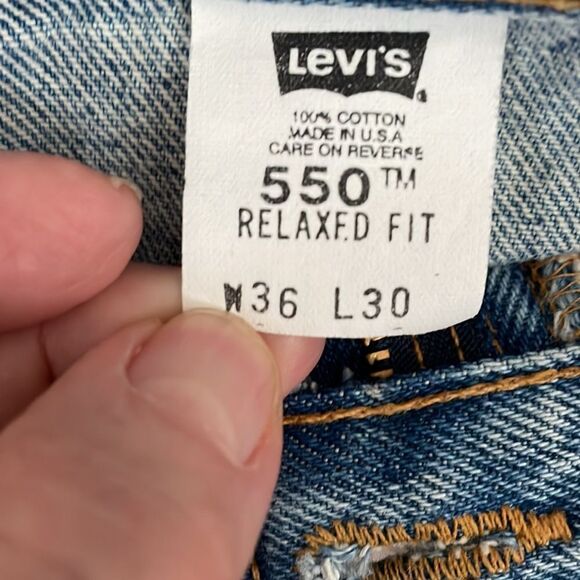 Levi's
100% COTTON
MADE IN U.S.A
CARE ON REVERSE
550™
RELAXED FIT
W36 L30